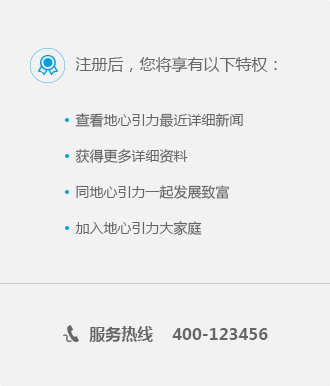 注册后，您将享有以下特权：
• 查看地心引力最近详细新闻
• 获得更多详细资料
• 同地心引力一起发展致富
• 加入地心引力大家庭
服务热线 400-123456